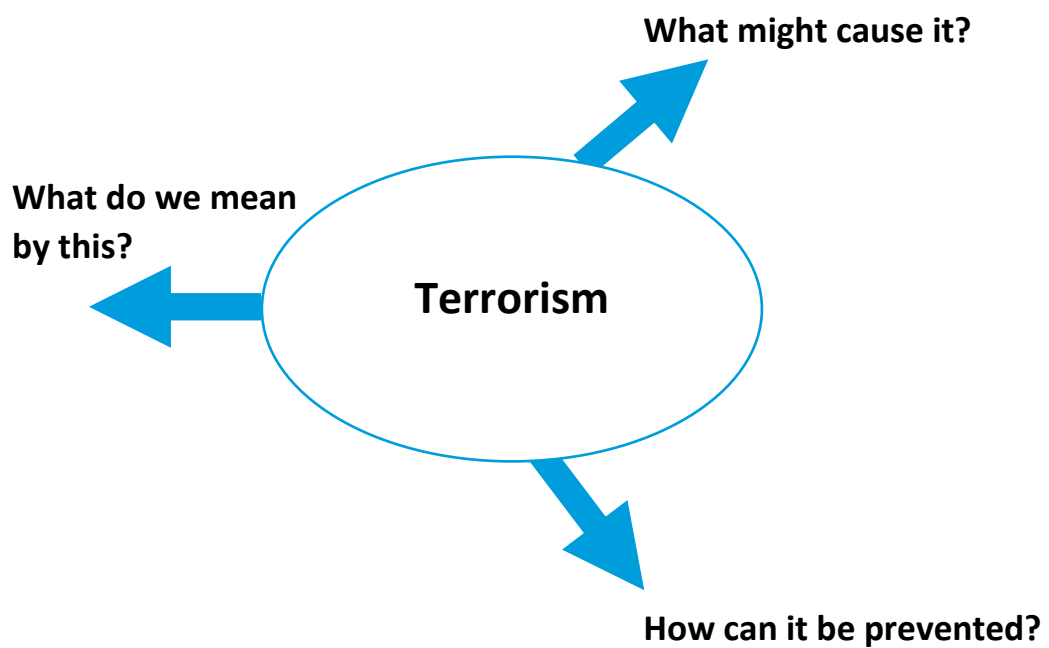 What might cause it?
What do we mean
by this?
Terrorism
How can it be prevented?